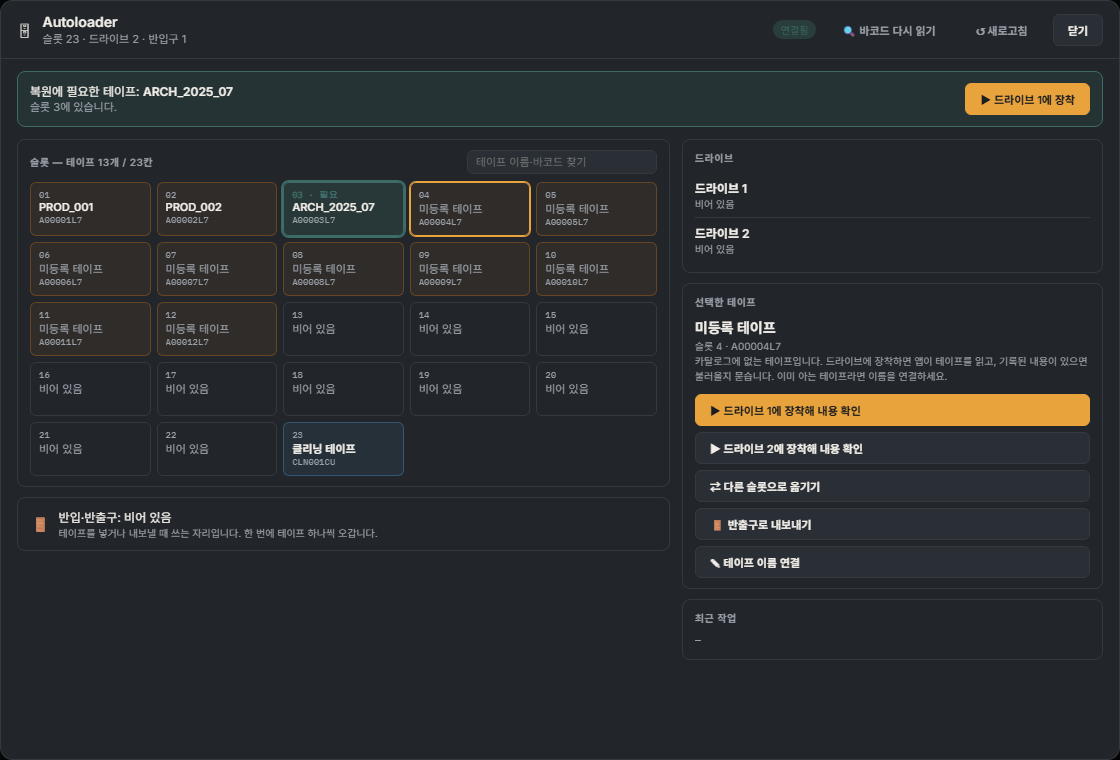 Autoloader
슬롯 23 · 드라이브 2 · 반입구 1
연결됨
바코드 다시 읽기
↺ 새로고침
닫기
복원에 필요한 테이프: ARCH_2025_07
슬롯 3에 있습니다.
▶ 드라이브 1에 장착
슬롯 — 테이프 13개 / 23칸
테이프 이름·바코드 찾기
01
PROD_001
A00001L7
02
PROD_002
A00002L7
03 · 필요
ARCH_2025_07
A00003L7
04
미등록 테이프
A00004L7
05
미등록 테이프
A00005L7
06
미등록 테이프
A00006L7
07
미등록 테이프
A00007L7
08
미등록 테이프
A00008L7
09
미등록 테이프
A00009L7
10
미등록 테이프
A00010L7
11
미등록 테이프
A00011L7
12
미등록 테이프
A00012L7
13
비어 있음
14
비어 있음
15
비어 있음
16
비어 있음
17
비어 있음
18
비어 있음
19
비어 있음
20
비어 있음
21
비어 있음
22
비어 있음
23
클리닝 테이프
CLN001CU
반입·반출구: 비어 있음
테이프를 넣거나 내보낼 때 쓰는 자리입니다. 한 번에 테이프 하나씩 오갑니다.
드라이브
드라이브 1
비어 있음
드라이브 2
비어 있음
선택한 테이프
미등록 테이프
슬롯 4 · A00004L7
카탈로그에 없는 테이프입니다. 드라이브에 장착하면 앱이 테이프를 읽고, 기록된 내용이 있으면
불러올지 묻습니다. 이미 아는 테이프라면 이름을 연결하세요.
▶ 드라이브 1에 장착해 내용 확인
▶ 드라이브 2에 장착해 내용 확인
⇄ 다른 슬롯으로 옮기기
반출구로 내보내기
✎ 테이프 이름 연결
최근 작업
–